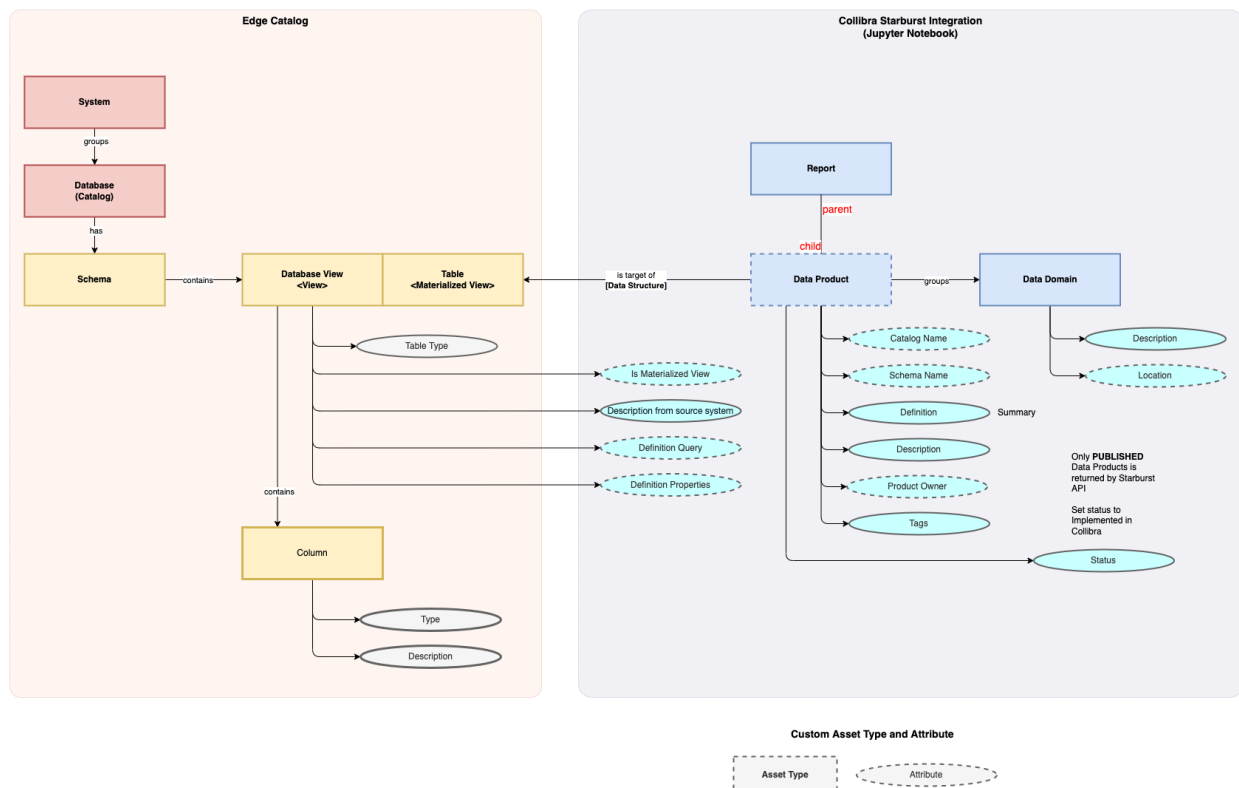 Edge Catalog
System
groups
Database
(Catalog)
has
Schema
contains
Database View
<View>
Table
<Materialized View>
Table Type
contains
Column
Type
Description
Collibra Starburst Integration
(Jupyter Notebook)
Report
parent
child
is target of
[Data Structure]
Data Product
groups
Data Domain
Is Materialized View
Description from source system
Definition Query
Definition Properties
Catalog Name
Schema Name
Definition
Summary
Description
Product Owner
Tags
Description
Location
Only PUBLISHED
Data Products is
returned by Starburst
API
Set status to
Implemented in
Collibra
Status
Custom Asset Type and Attribute
Asset Type
Attribute